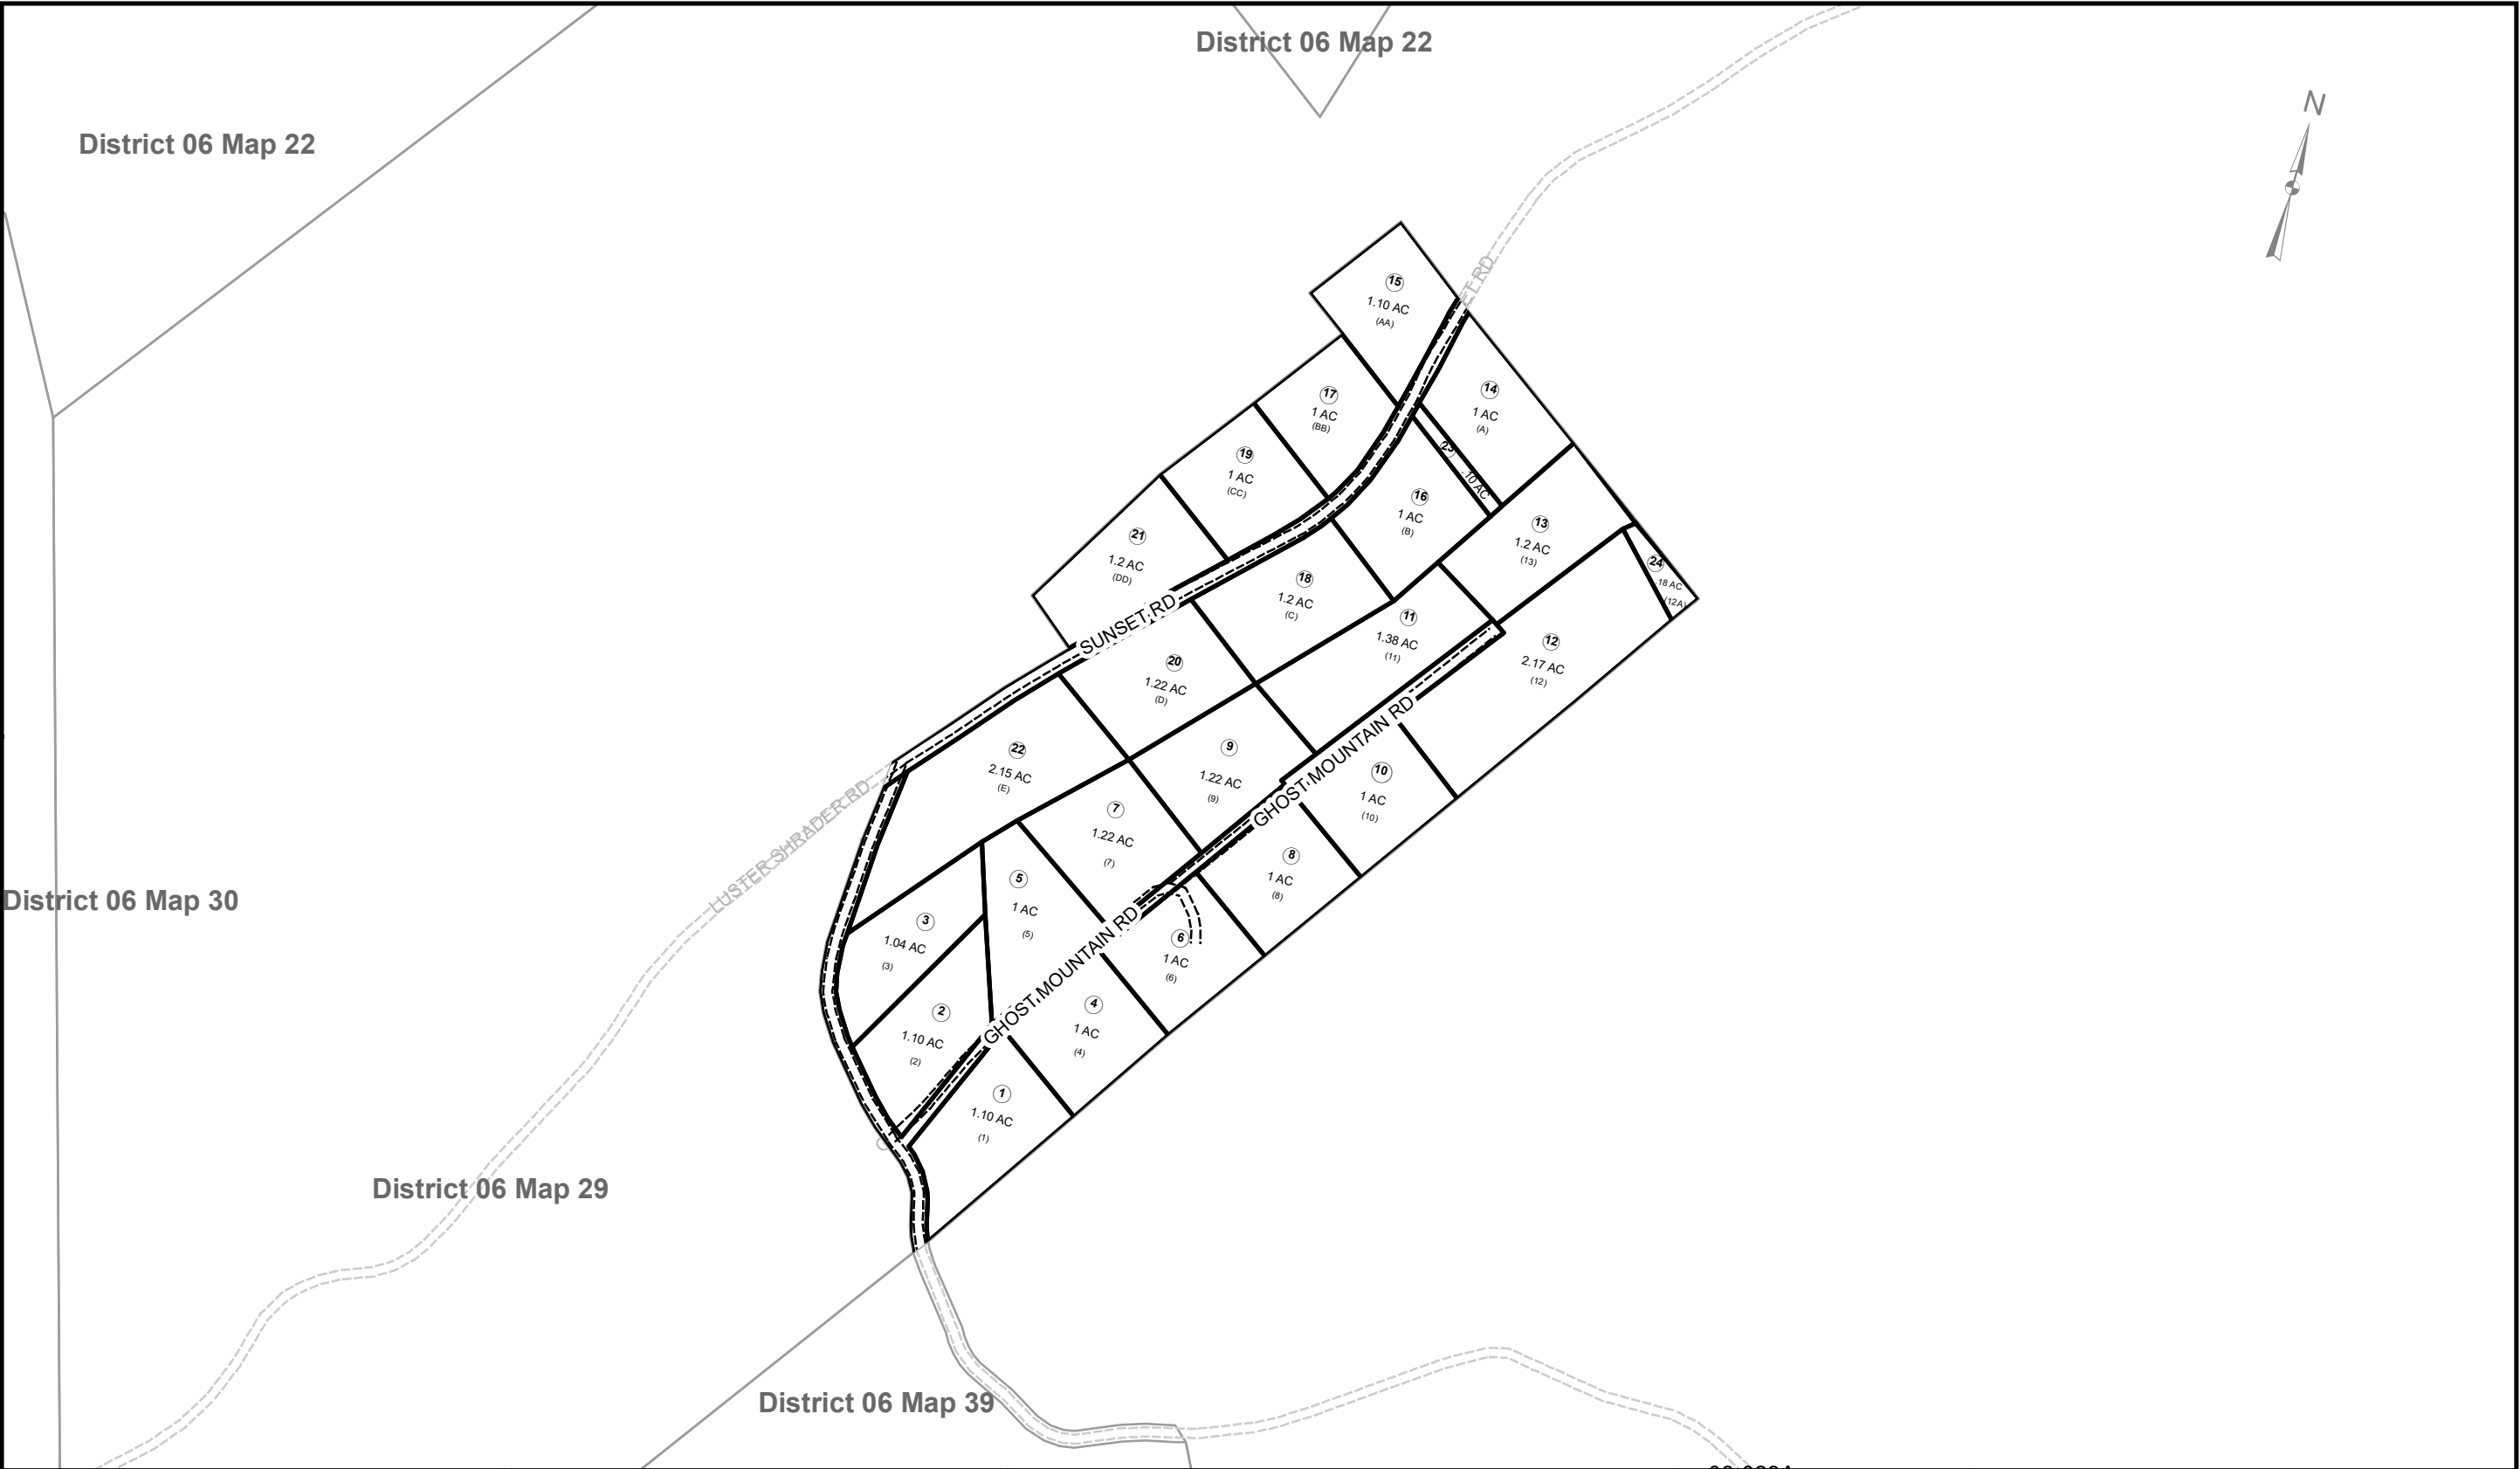 District 06 Map 22
District 06 Map 22
N
15
1.10 AC
(AA)
17
1 AC
(BB)
14
1 AC
(A)
19
1 AC
(CC)
.10 AC
16
1 AC
(B)
21
1.2 AC
(DD)
13
1.2 AC
(13)
24
.18 AC
(12A)
18
1.2 AC
(C)
11
1.38 AC
(11)
12
2.17 AC
(12)
SUNSET RD
20
1.22 AC
(D)
22
2.15 AC
(E)
9
1.22 AC
(9)
GHOST MOUNTAIN RD
10
1 AC
(10)
7
1.22 AC
(7)
LUSTER SHRADER RD
8
1 AC
(8)
5
1 AC
(5)
3
1.04 AC
(3)
District 06 Map 30
GHOST MOUNTAIN RD
6
1 AC
(6)
2
1.10 AC
(2)
4
1 AC
(4)
1
1.10 AC
(1)
District 06 Map 29
District 06 Map 39